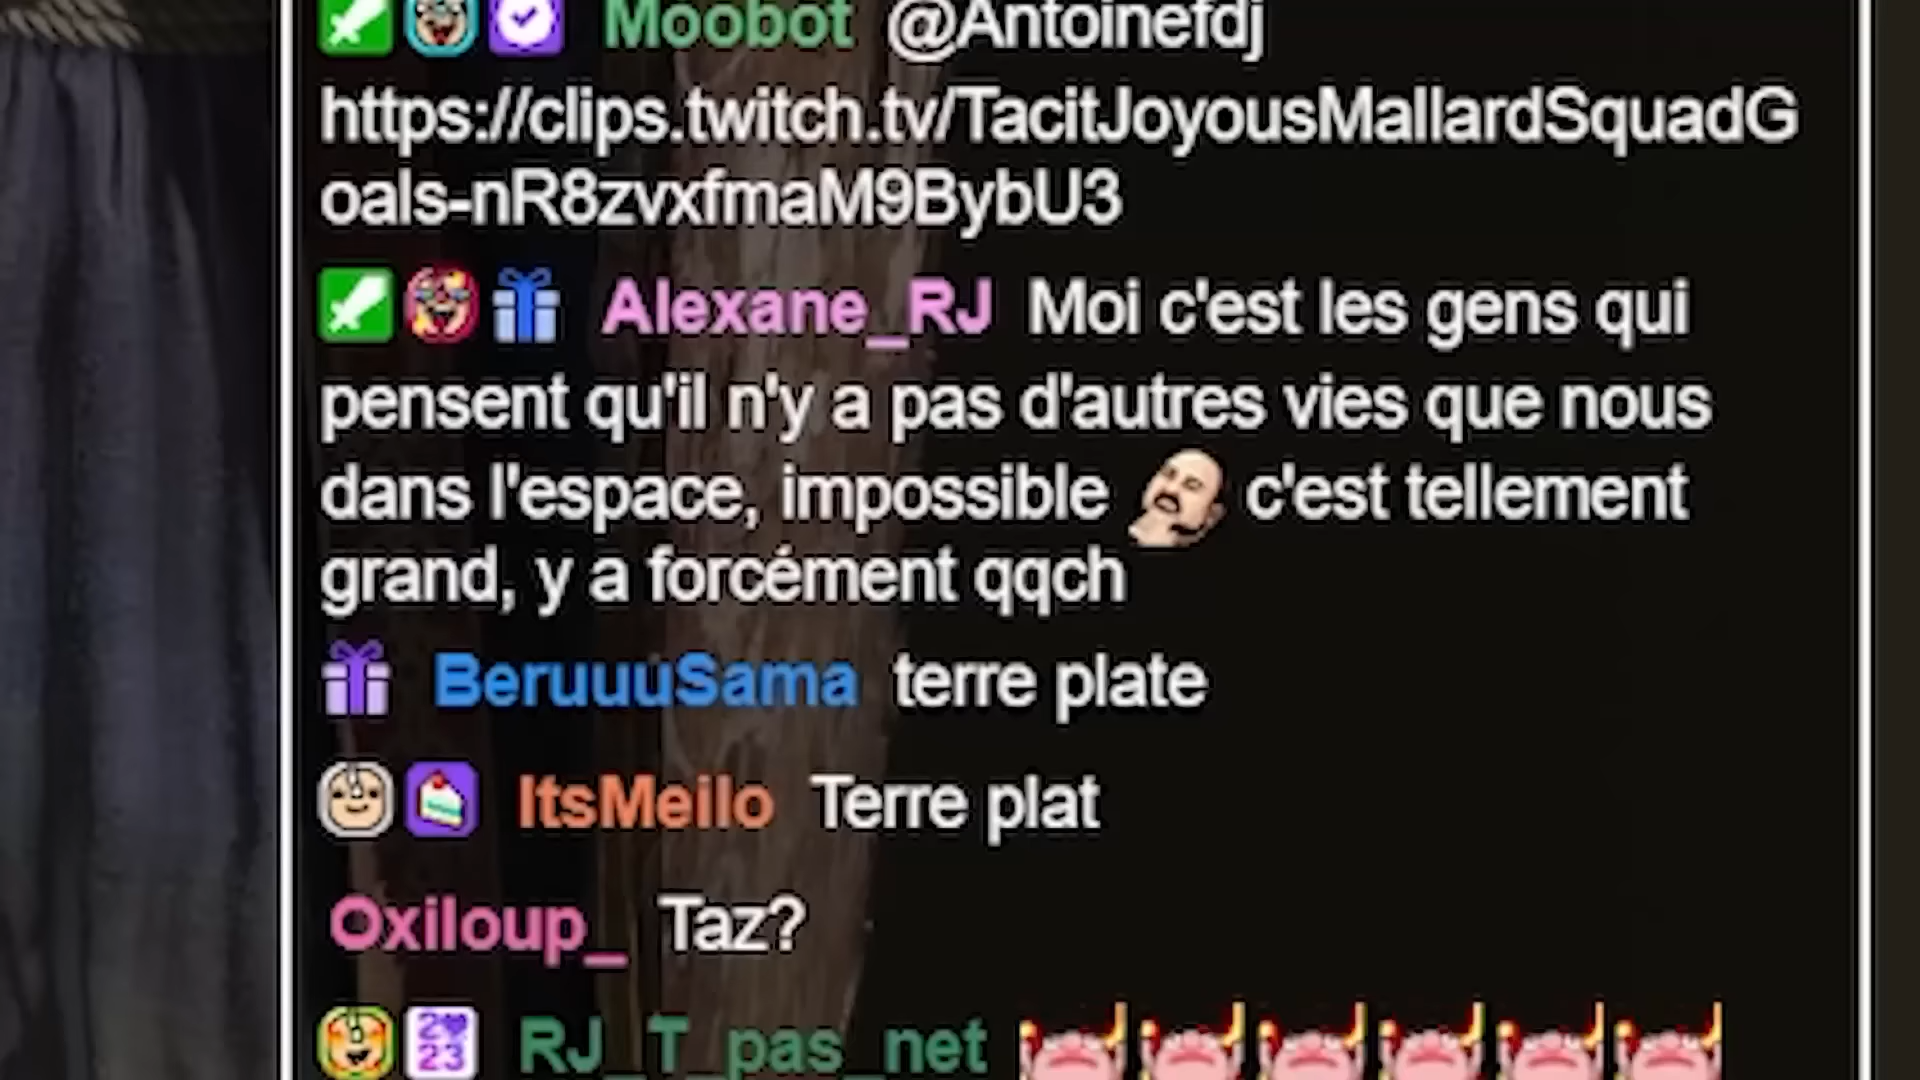 Moobot @Antoinefdj
https://clips.twitch.tv/TacitJoyousMallardSquadG
oals-nR8zvxfmaM9BybU3
Alexane_RJ Moi c'est les gens qui
pensent qu'il n'y a pas d'autres vies que nous
dans l'espace, impossible c'est tellement
grand, y a forcément qqch
BeruuuSama terre plate
ItsMeilo Terre plat
Oxiloup_ Taz?
2023 RJ_T_pas_net